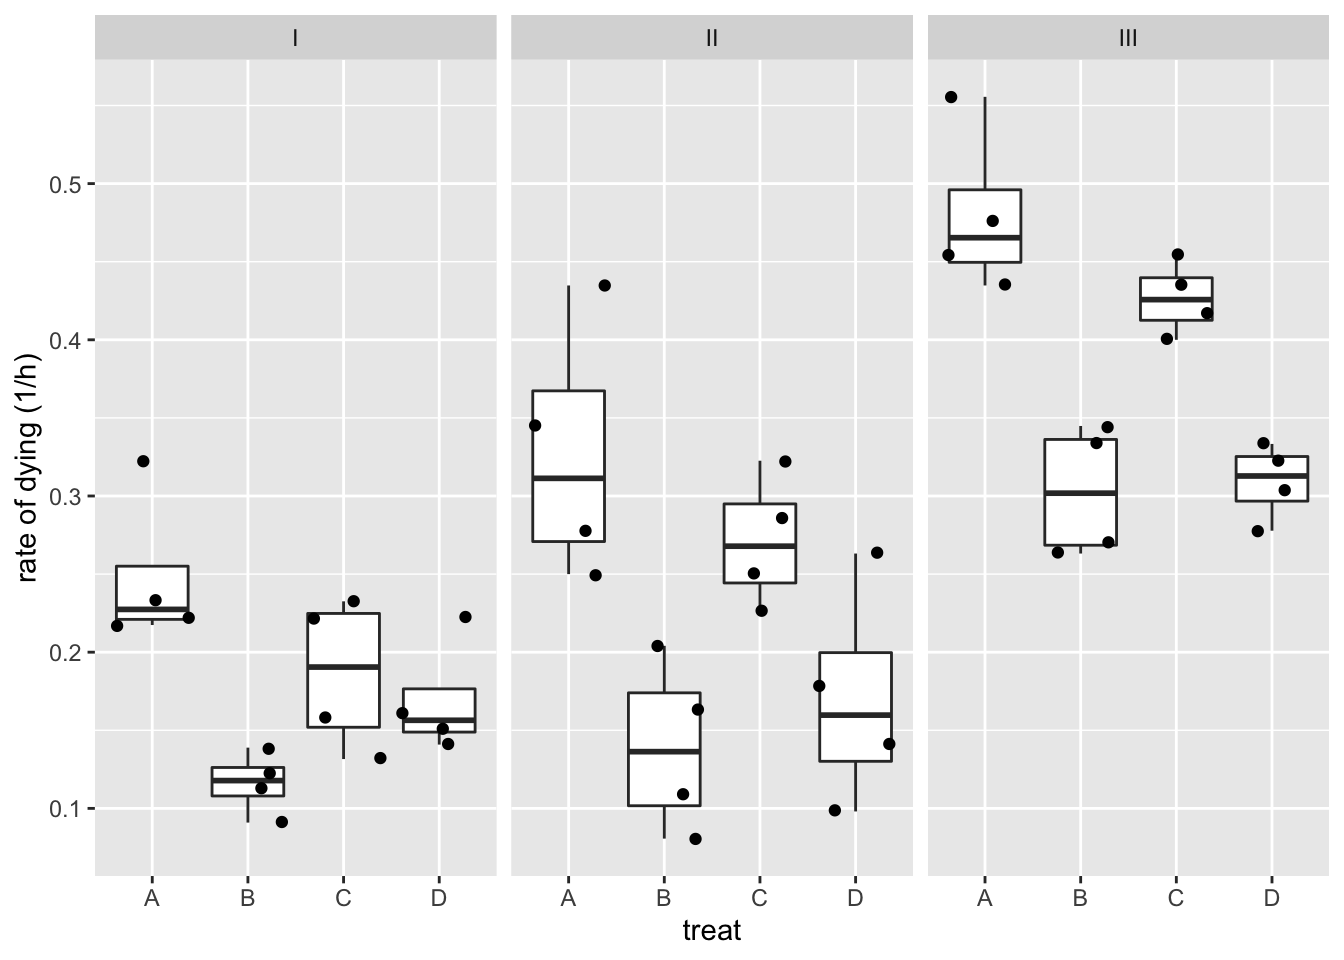 I II III
rate of dying (1/h)
0.5
0.4
0.3
0.2
0.1
A B C D A B C D A B C D
treat